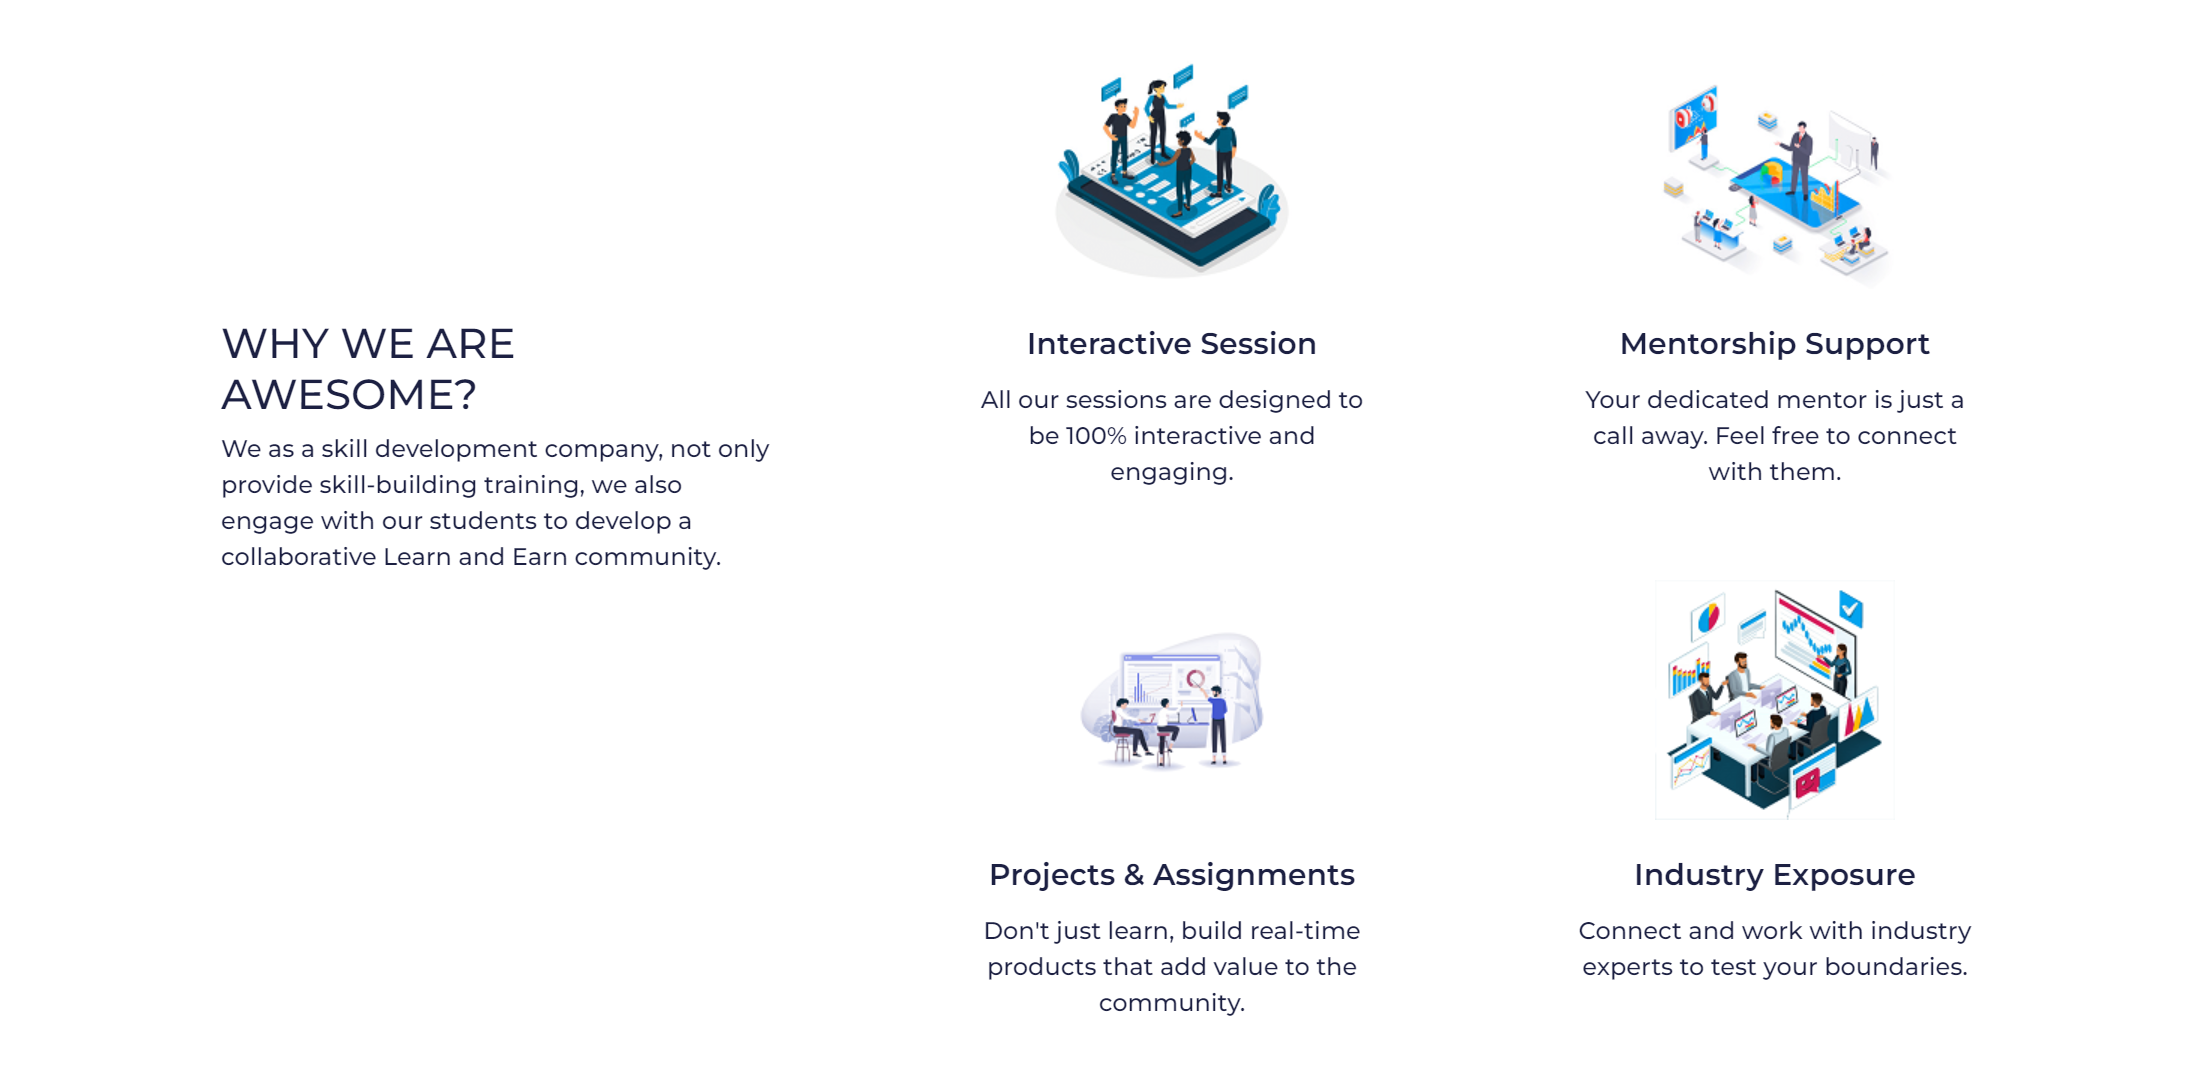 WHY WE ARE
AWESOME?
We as a skill development company, not only
provide skill-building training, we also
engage with our students to develop a
collaborative Learn and Earn community.
Interactive Session
All our sessions are designed to
be 100% interactive and
engaging.
Mentorship Support
Your dedicated mentor is just a
call away. Feel free to connect
with them.
Projects & Assignments
Don't just learn, build real-time
products that add value to the
community.
Industry Exposure
Connect and work with industry
experts to test your boundaries.